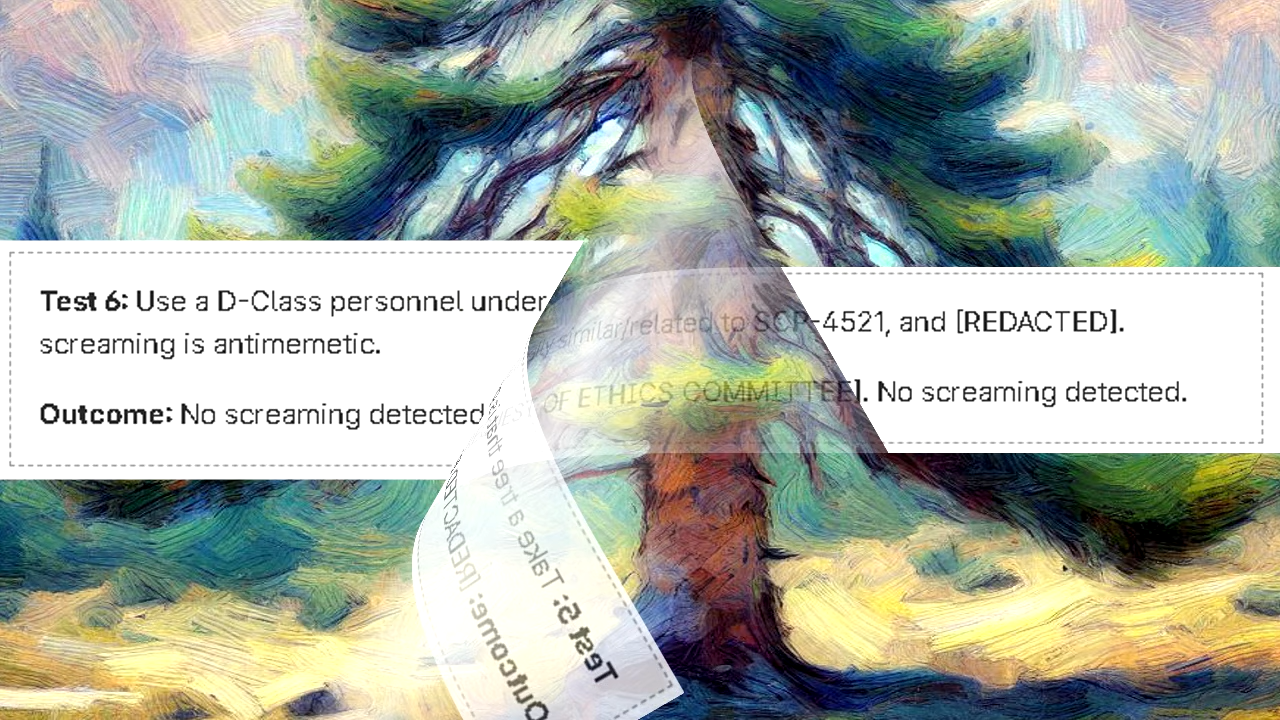 Test 6: Use a D-Class personnel under
screaming is antimemetic.
Outcome: No screaming detected
similar/related to SCP-4521, and [REDACTED].
OF ETHICS COMMITTEE]. No screaming detected.
Test 5: Take a tree that
Outcome: [REDACTED